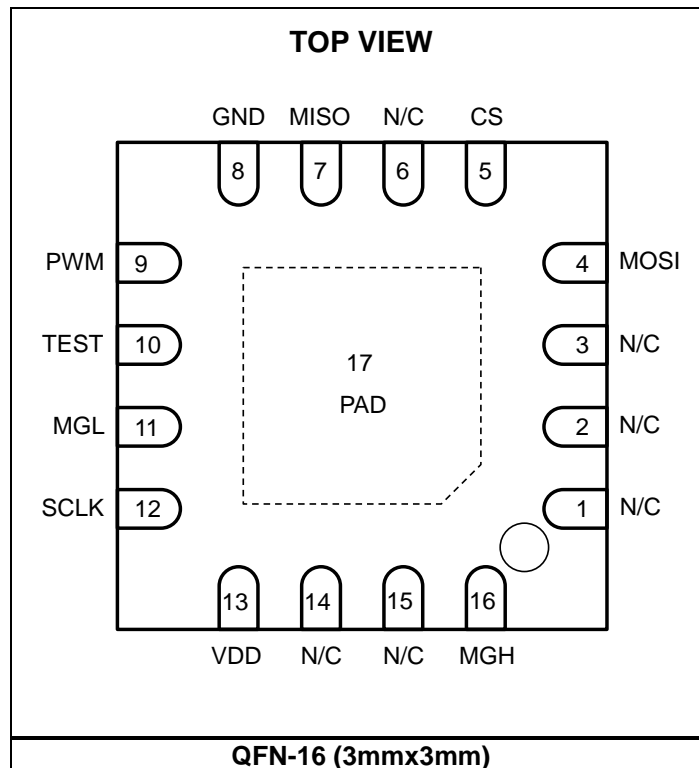 TOP VIEW
GND MISO N/C CS
8 7 6 5
PWM 9 4 MOSI
TEST 10 3 N/C
17
PAD
MGL 11 2 N/C
SCLK 12 1 N/C
13 14 15 16
VDD N/C N/C MGH
QFN-16 (3mmx3mm)